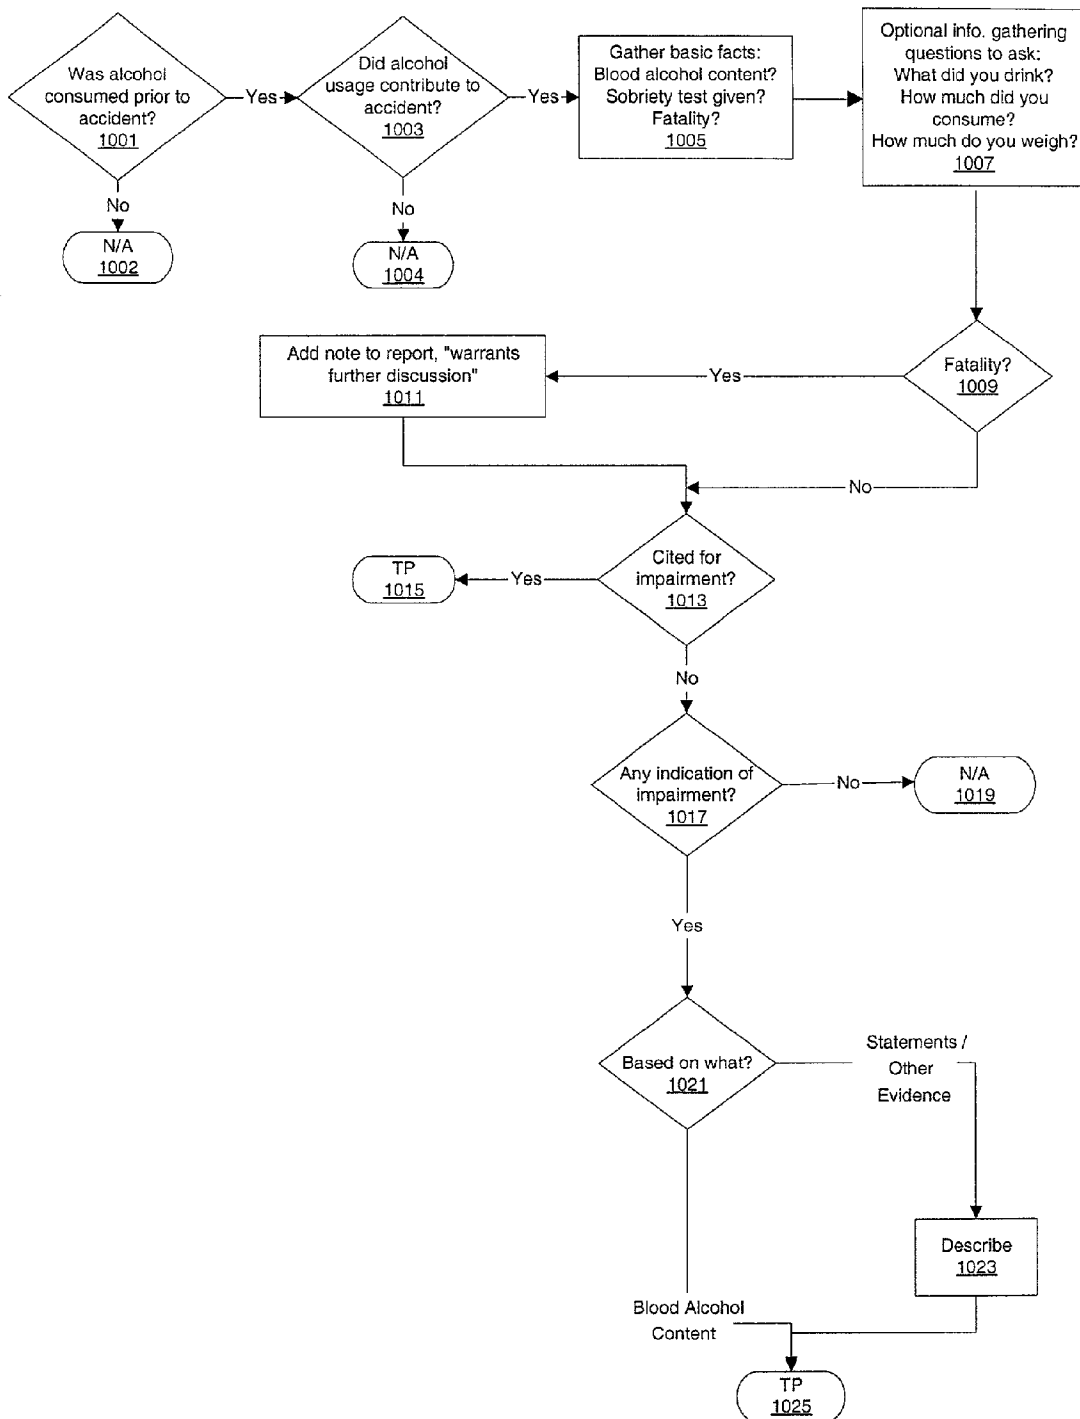 Was alcohol
consumed prior to
accident?
1001
Yes
Did alcohol
usage contribute to
accident?
1003
Yes
Gather basic facts:
Blood alcohol content?
Sobriety test given?
Fatality?
1005
Optional info. gathering
questions to ask:
What did you drink?
How much did you
consume?
How much do you weigh?
1007
No
N/A
1002
No
N/A
1004
Fatality?
1009
Yes
Add note to report, "warrants
further discussion"
1011
No
Cited for
impairment?
1013
Yes
TP
1015
No
Any indication of
impairment?
1017
No
N/A
1019
Yes
Based on what?
1021
Statements /
Other
Evidence
Describe
1023
Blood Alcohol
Content
TP
1025